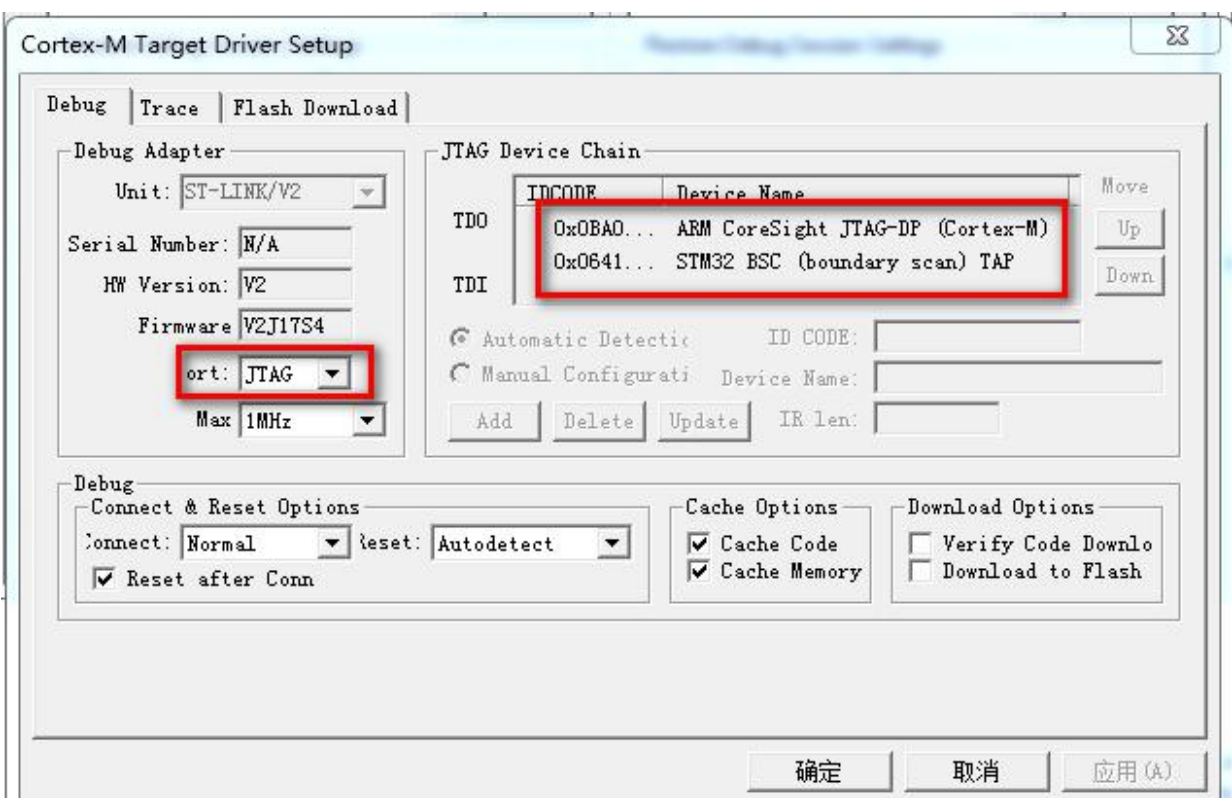 Cortex-M Target Driver Setup
Debug
Trace
Flash Download
Debug Adapter
Unit: ST-LINK/V2
Serial Number: N/A
HW Version: V2
Firmware V2J17S4
ort: JTAG
Max 1MHz
JTAG Device Chain
IDCODE Device Name
TDO
0x0BA0... ARM CoreSight JTAG-DP (Cortex-M)
0x0641... STM32 BSC (boundary scan) TAP
TDI
Move
Up
Down
Automatic Detectic
ID CODE:
Manual Configurati
Device Name:
Add
Delete
Update
IR len:
Debug
Connect & Reset Options
onnect: Normal
eset: Autodetect
Reset after Conn
Cache Options
Cache Code
Cache Memory
Download Options
Verify Code Downlo
Download to Flash
确定
取消
应用(A)